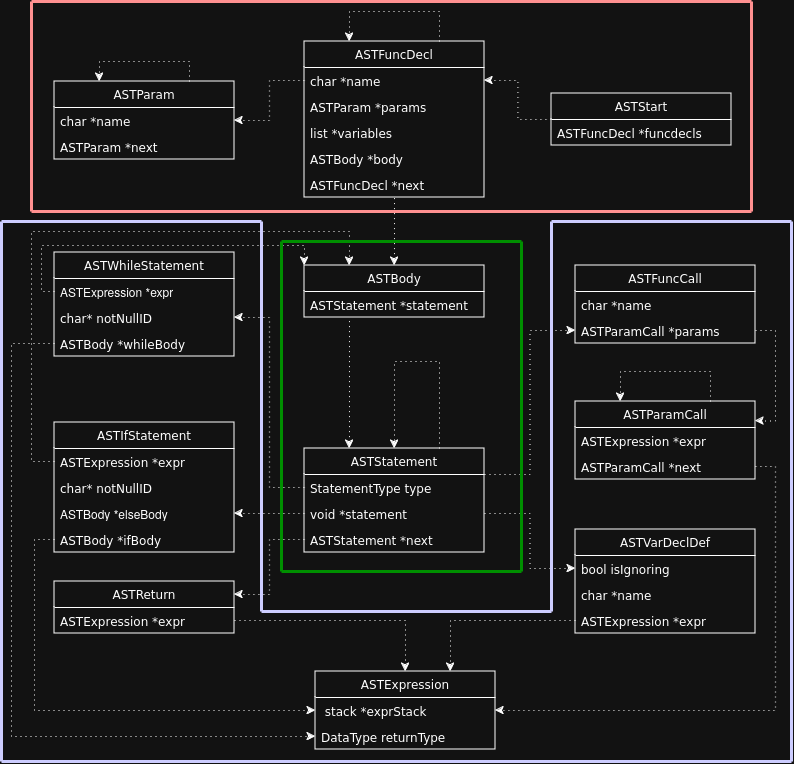 ASTFuncDecl
char *name
ASTParam *params
list *variables
ASTBody *body
ASTFuncDecl *next
ASTParam
char *name
ASTParam *next
ASTStart
ASTFuncDecl *funcdecls
ASTWhileStatement
ASTExpression *expr
char* notNullID
ASTBody *whileBody
ASTBody
ASTStatement *statement
ASTFuncCall
char *name
ASTParamCall *params
ASTParamCall
ASTExpression *expr
ASTParamCall *next
ASTIfStatement
ASTExpression *expr
char* notNullID
ASTBody *elseBody
ASTBody *ifBody
ASTStatement
StatementType type
void *statement
ASTStatement *next
ASTVarDeclDef
bool isIgnoring
char *name
ASTExpression *expr
ASTReturn
ASTExpression *expr
ASTExpression
stack *exprStack
DataType returnType